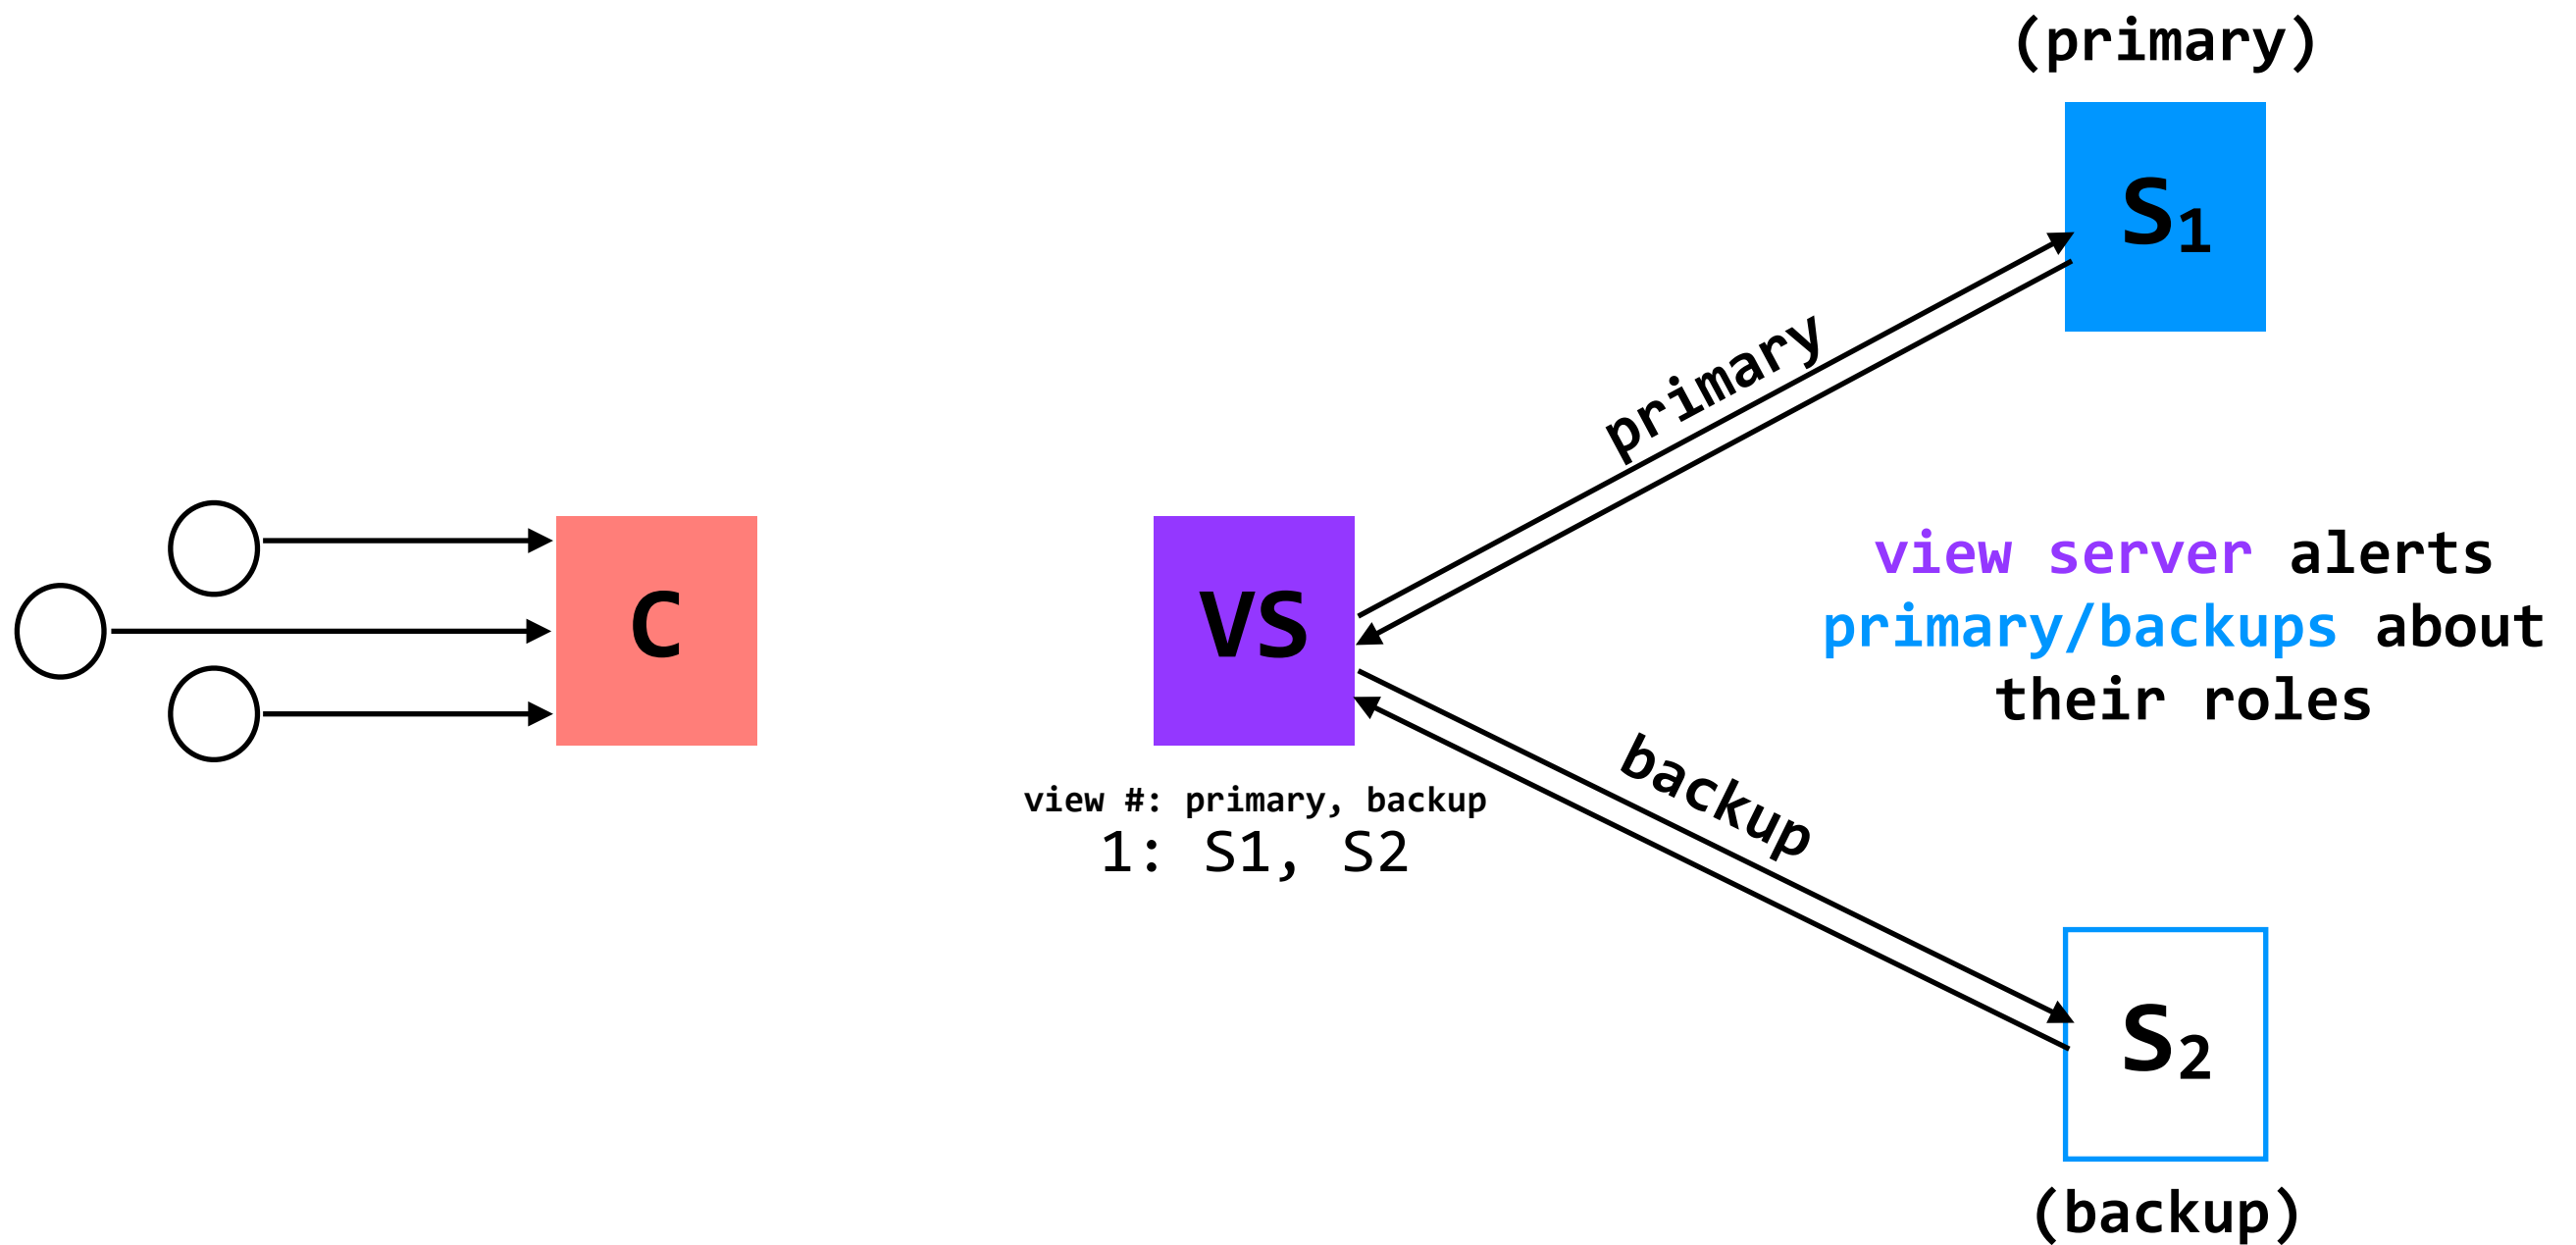 (primary)
S1
primary
view server alerts
primary/backups about
their roles
C
VS
view #: primary, backup
1: S1, S2
backup
S2
(backup)